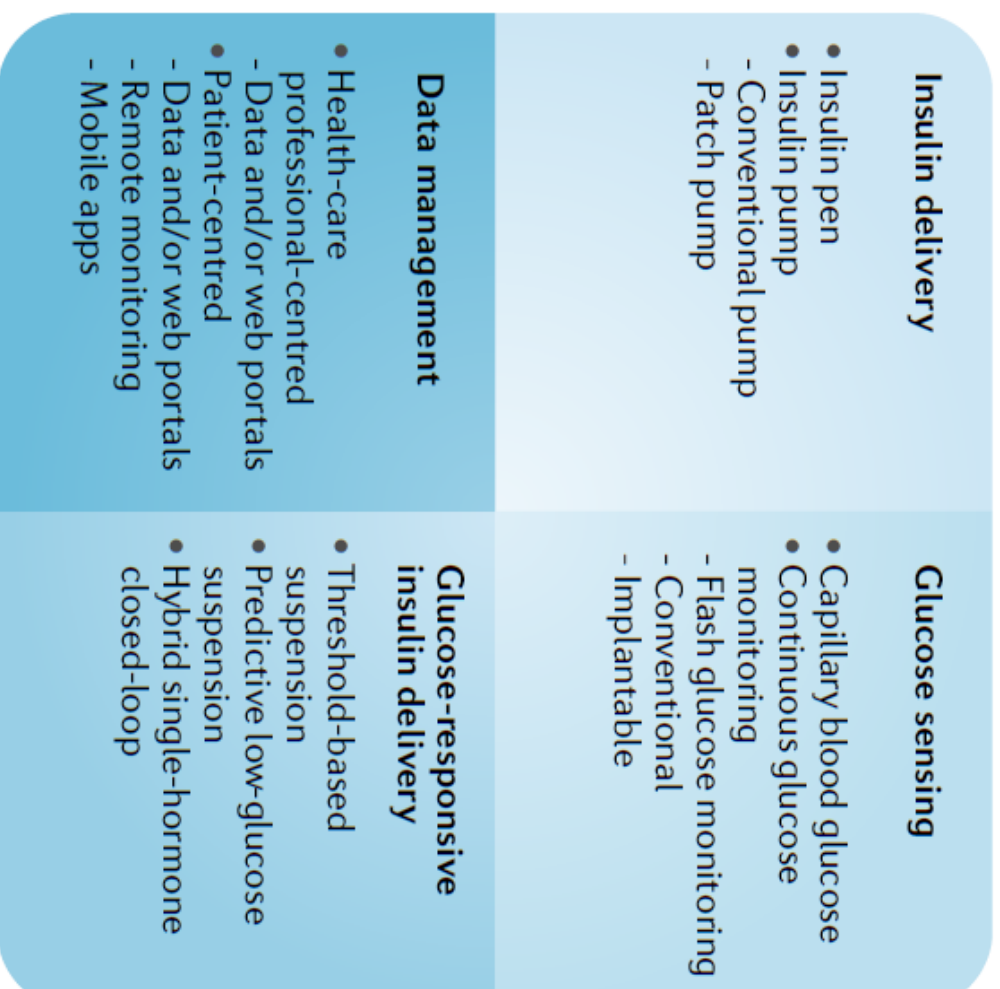 Insulin delivery
• Insulin pen
• Insulin pump
- Conventional pump
- Patch pump
Glucose sensing
• Capillary blood glucose
• Continuous glucose
monitoring
- Flash glucose monitoring
- Conventional
- Implantable
Data management
• Health-care
professional-centred
- Data and/or web portals
• Patient-centred
- Data and/or web portals
- Remote monitoring
- Mobile apps
Glucose-responsive
insulin delivery
• Threshold-based
suspension
• Predictive low-glucose
suspension
• Hybrid single-hormone
closed-loop